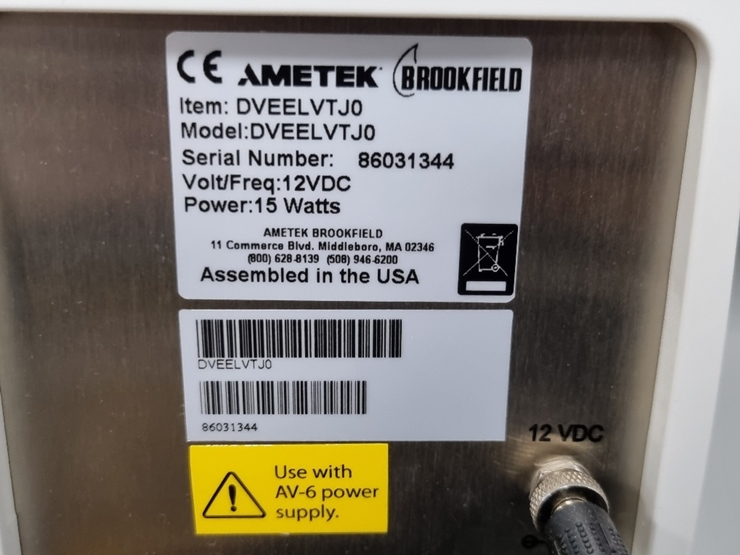 CE AMETEK BROOKFIELD
Item: DVEELVTJ0
Model:DVEELVTJ0
Serial Number: 86031344
Volt/Freq:12VDC
Power:15 Watts
AMETEK BROOKFIELD
11 Commerce Blvd. Middleboro, MA 02346
(800) 628-8139 (508) 946-6200
Assembled in the USA
DVEELVTJ0
86031344
12 VDC
Use with
AV-6 power
supply.